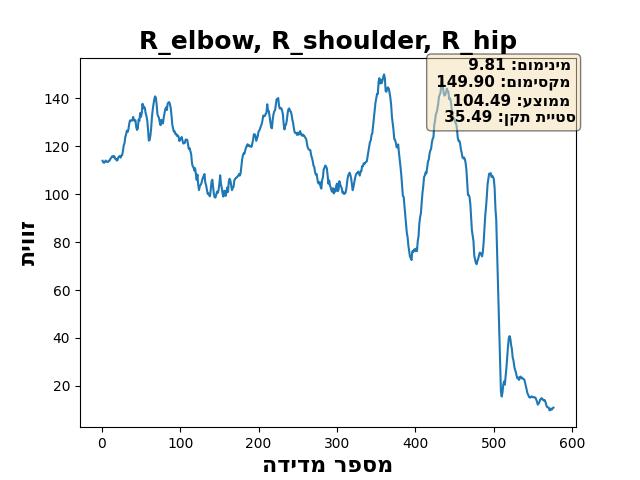 R_elbow, R_shoulder, R_hip
מינימום: 9.81
מקסימום: 149.90
ממוצע: 104.49
סטיית תקן: 35.49
140
120
100
80
60
40
20
זווית
0 100 200 300 400 500 600
מספר מדידה